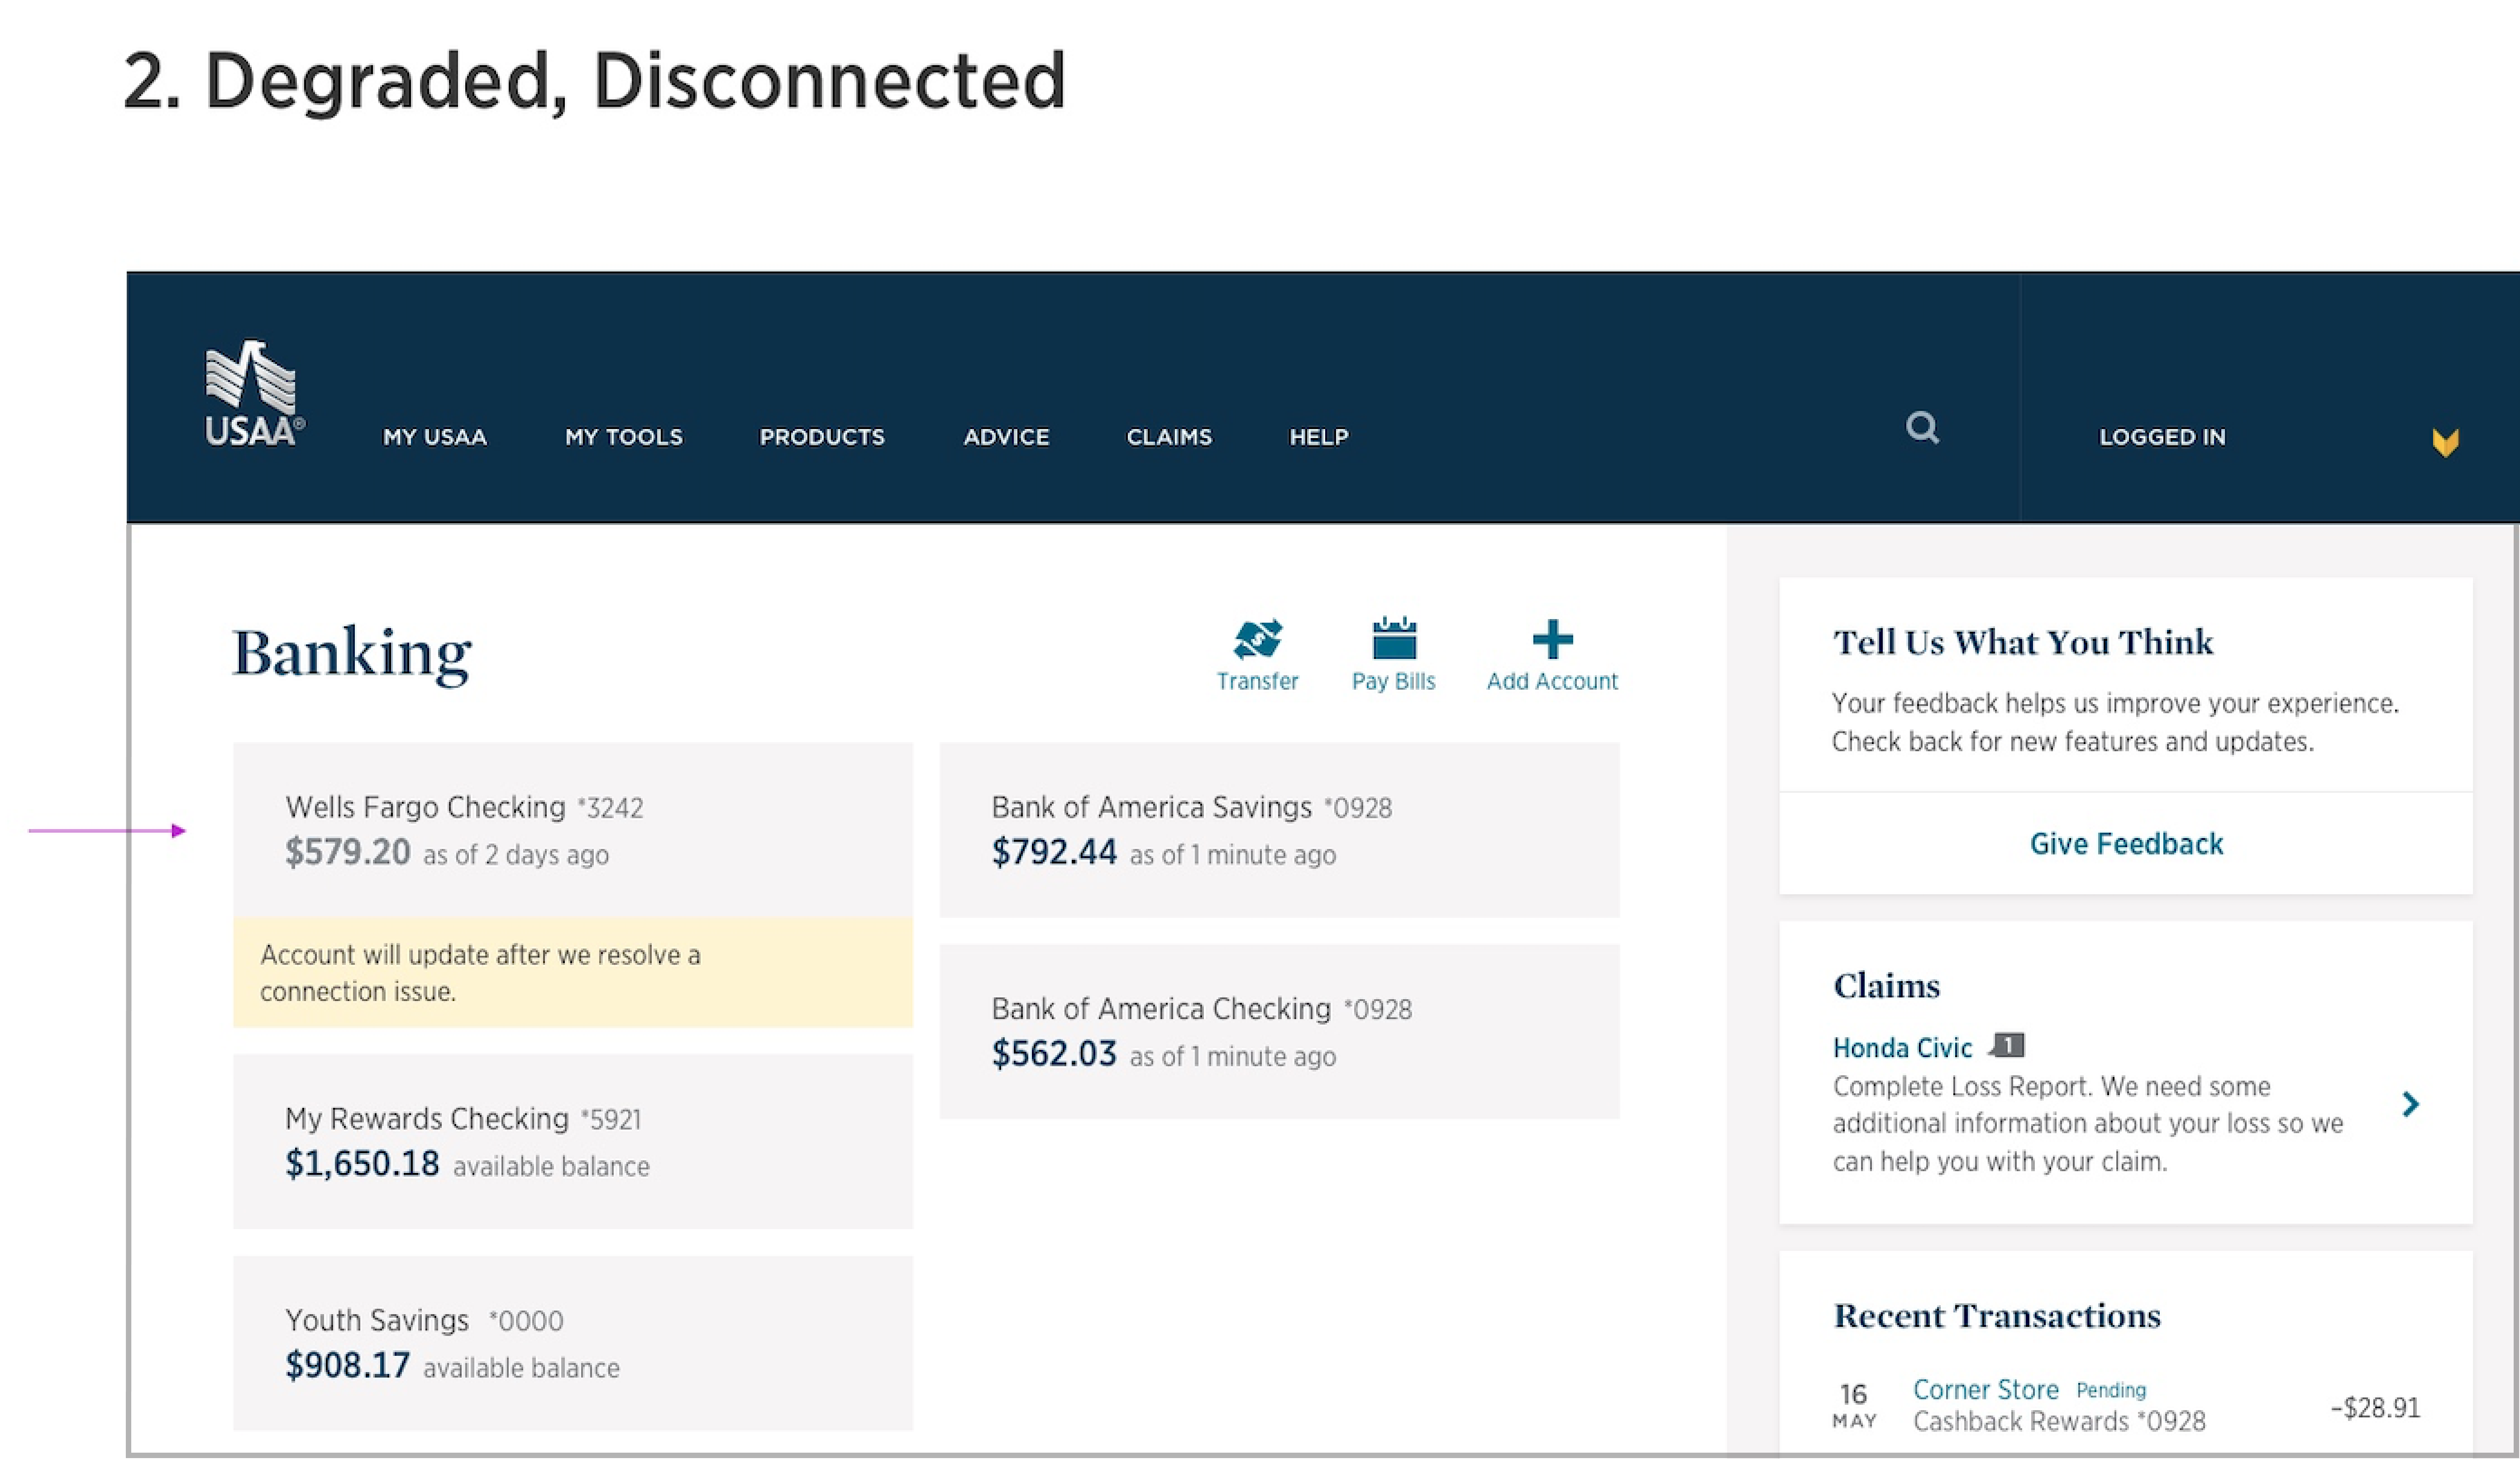 2. Degraded, Disconnected
USAA®
MY USAA
MY TOOLS
PRODUCTS
ADVICE
CLAIMS
HELP
LOGGED IN
Banking
Transfer
Pay Bills
Add Account
Wells Fargo Checking *3242
$579.20 as of 2 days ago
Account will update after we resolve a
connection issue.
My Rewards Checking *5921
$1,650.18 available balance
Youth Savings *0000
$908.17 available balance
Bank of America Savings *0928
$792.44 as of 1 minute ago
Bank of America Checking *0928
$562.03 as of 1 minute ago
Tell Us What You Think
Your feedback helps us improve your experience.
Check back for new features and updates.
Give Feedback
Claims
Honda Civic 1
Complete Loss Report. We need some
additional information about your loss so we
can help you with your claim.
Recent Transactions
16
MAY
Corner Store Pending
Cashback Rewards *0928
-$28.91